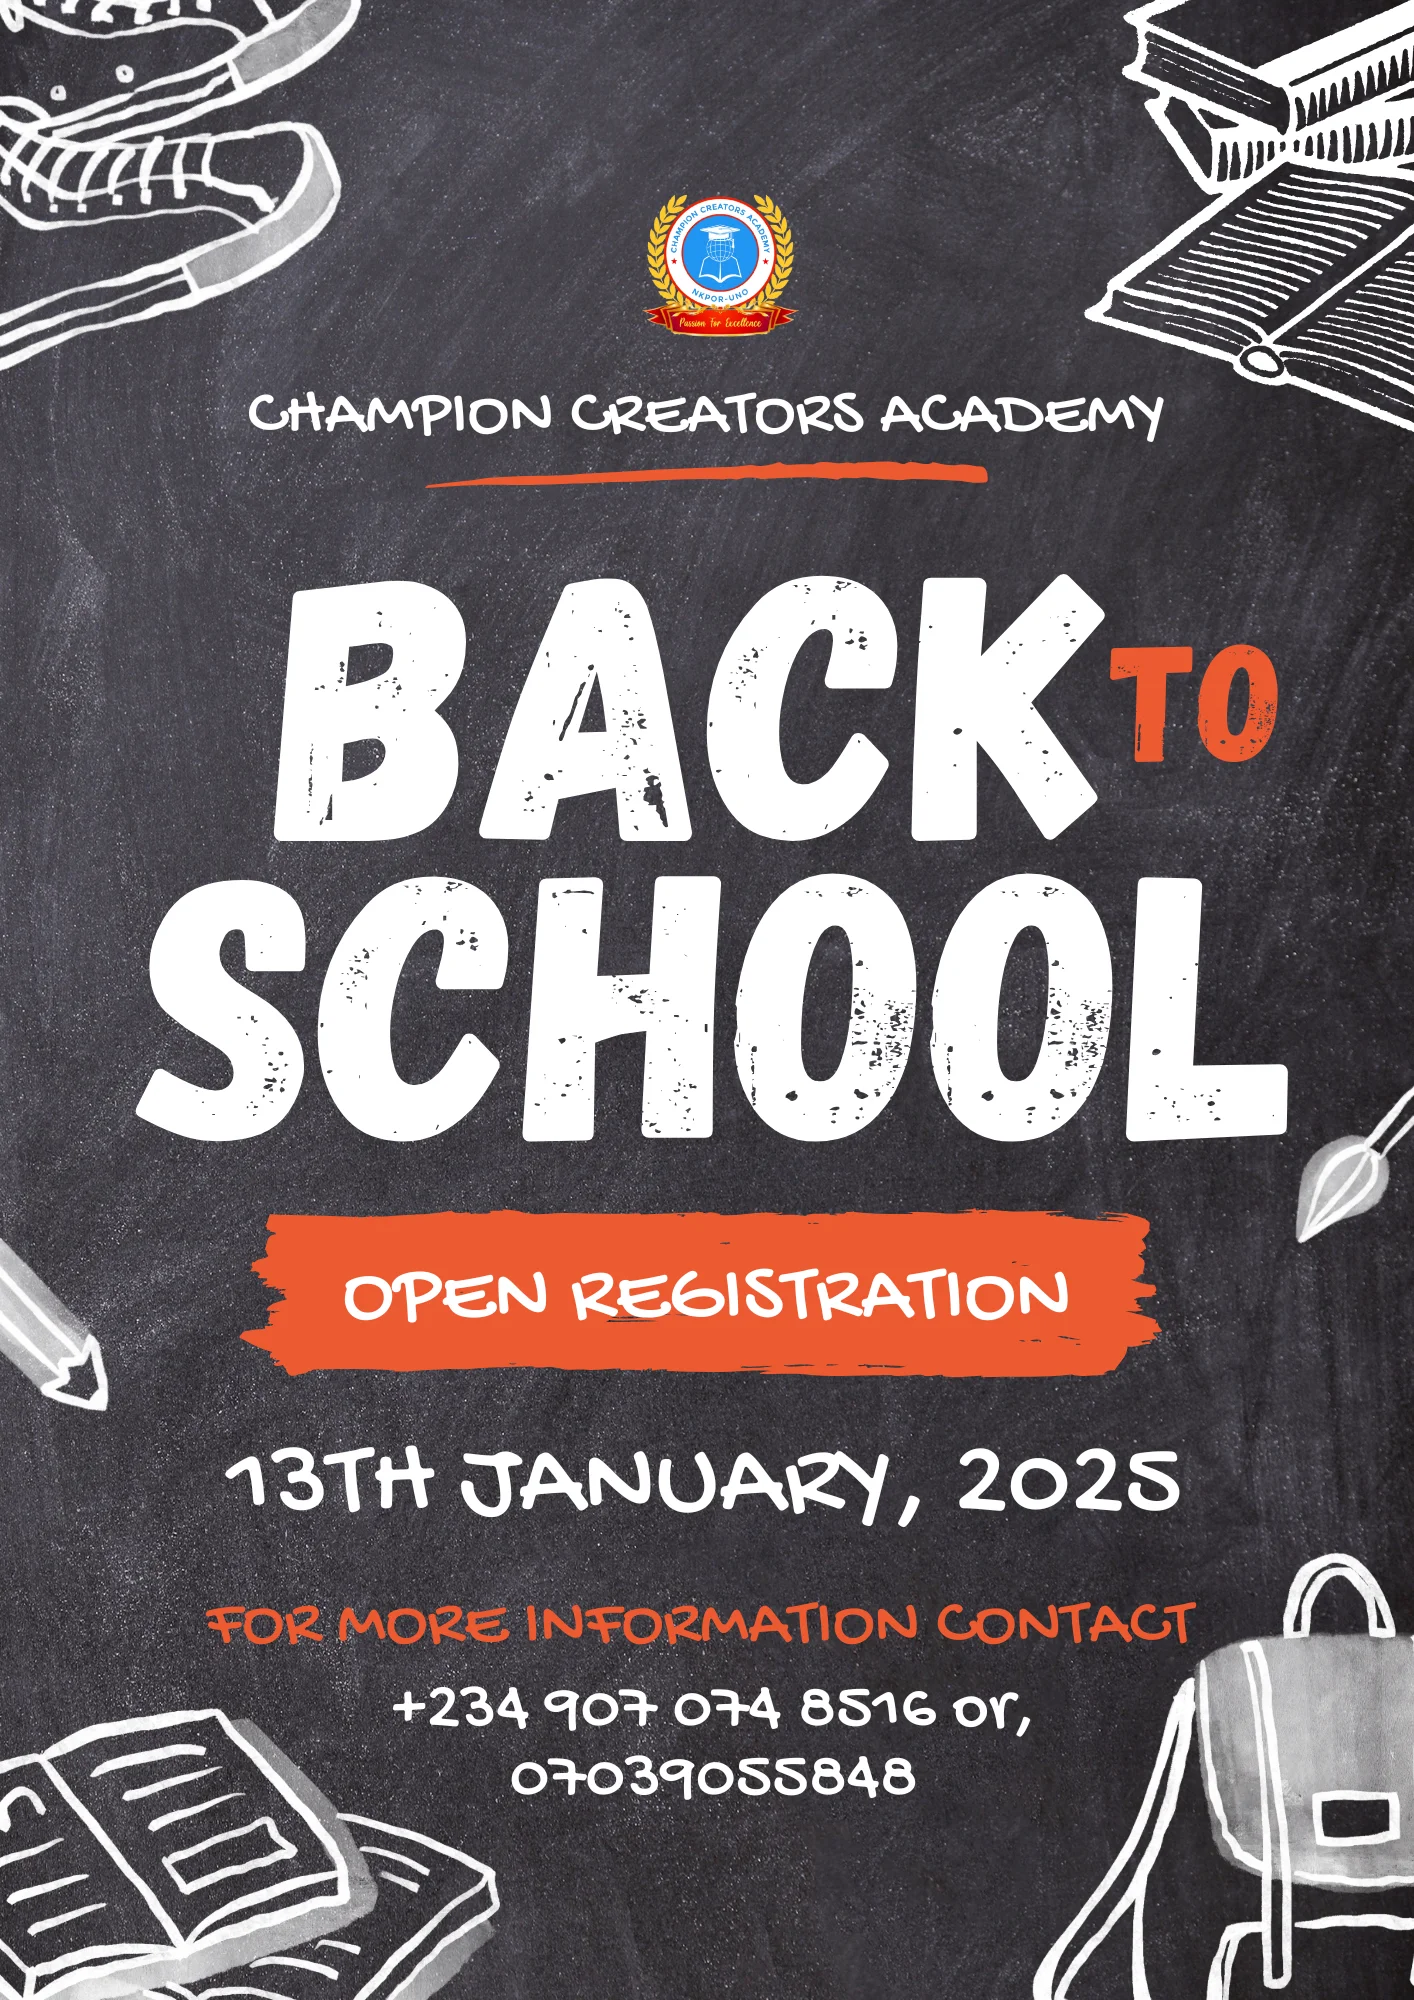 CHAMPION CREATORS ACADEMY
NKPOR-UNO
Passion For Excellence
CHAMPION CREATORS ACADEMY
BACK TO
SCHOOL
OPEN REGISTRATION
13TH JANUARY, 2025
FOR MORE INFORMATION CONTACT
+234 907 074 8516 or,
07039055848